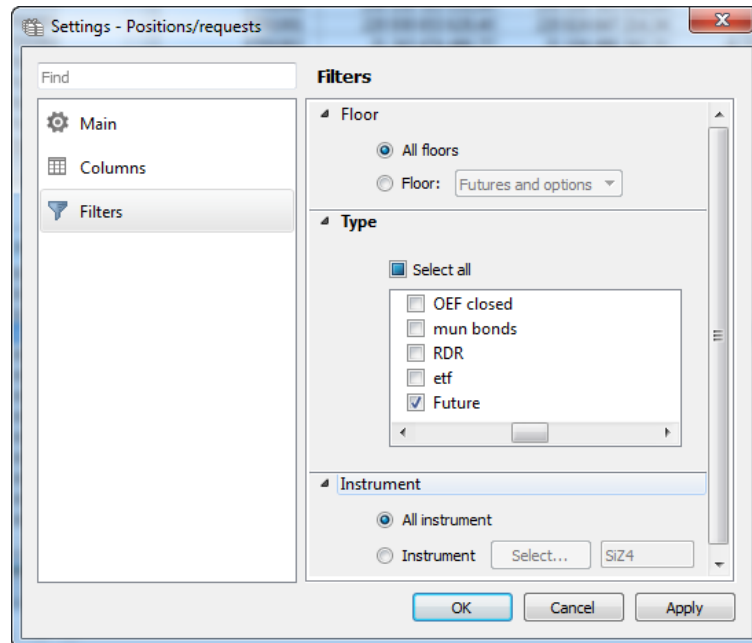 Settings - Positions/requests
Find
Main
Columns
Filters
Filters
Floor
All floors
Floor: Futures and options
Type
Select all
OEF closed
mun bonds
RDR
etf
Future
Instrument
All instrument
Instrument Select... SiZ4
OK Cancel Apply